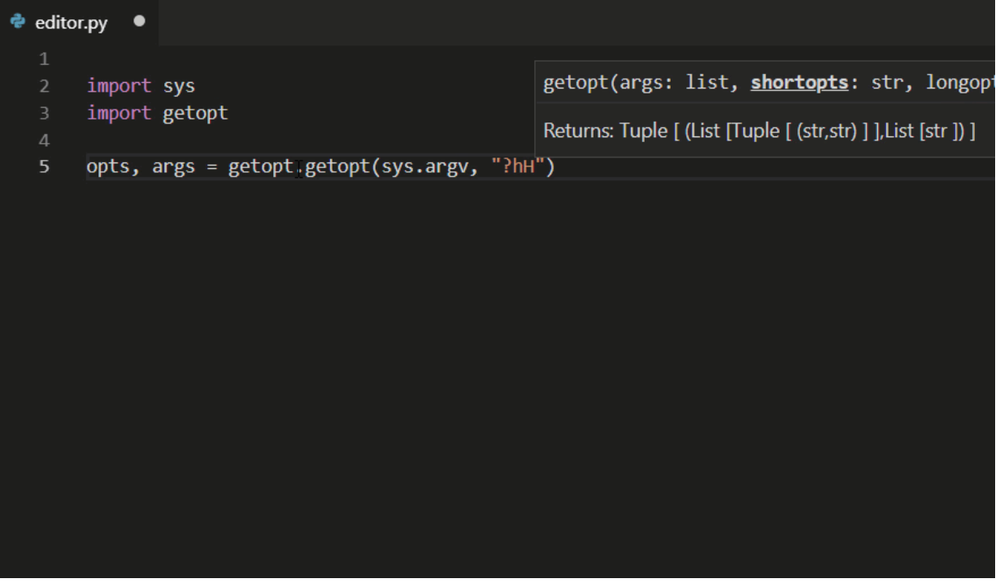 editor.py
1
2 import sys
3 import getopt
4
5 opts, args = getopt.getopt(sys.argv, "?hH")
getopt(args: list, shortopts: str, longopt
Returns: Tuple [ (List [Tuple [ (str,str) ] ],List [str ]) ]